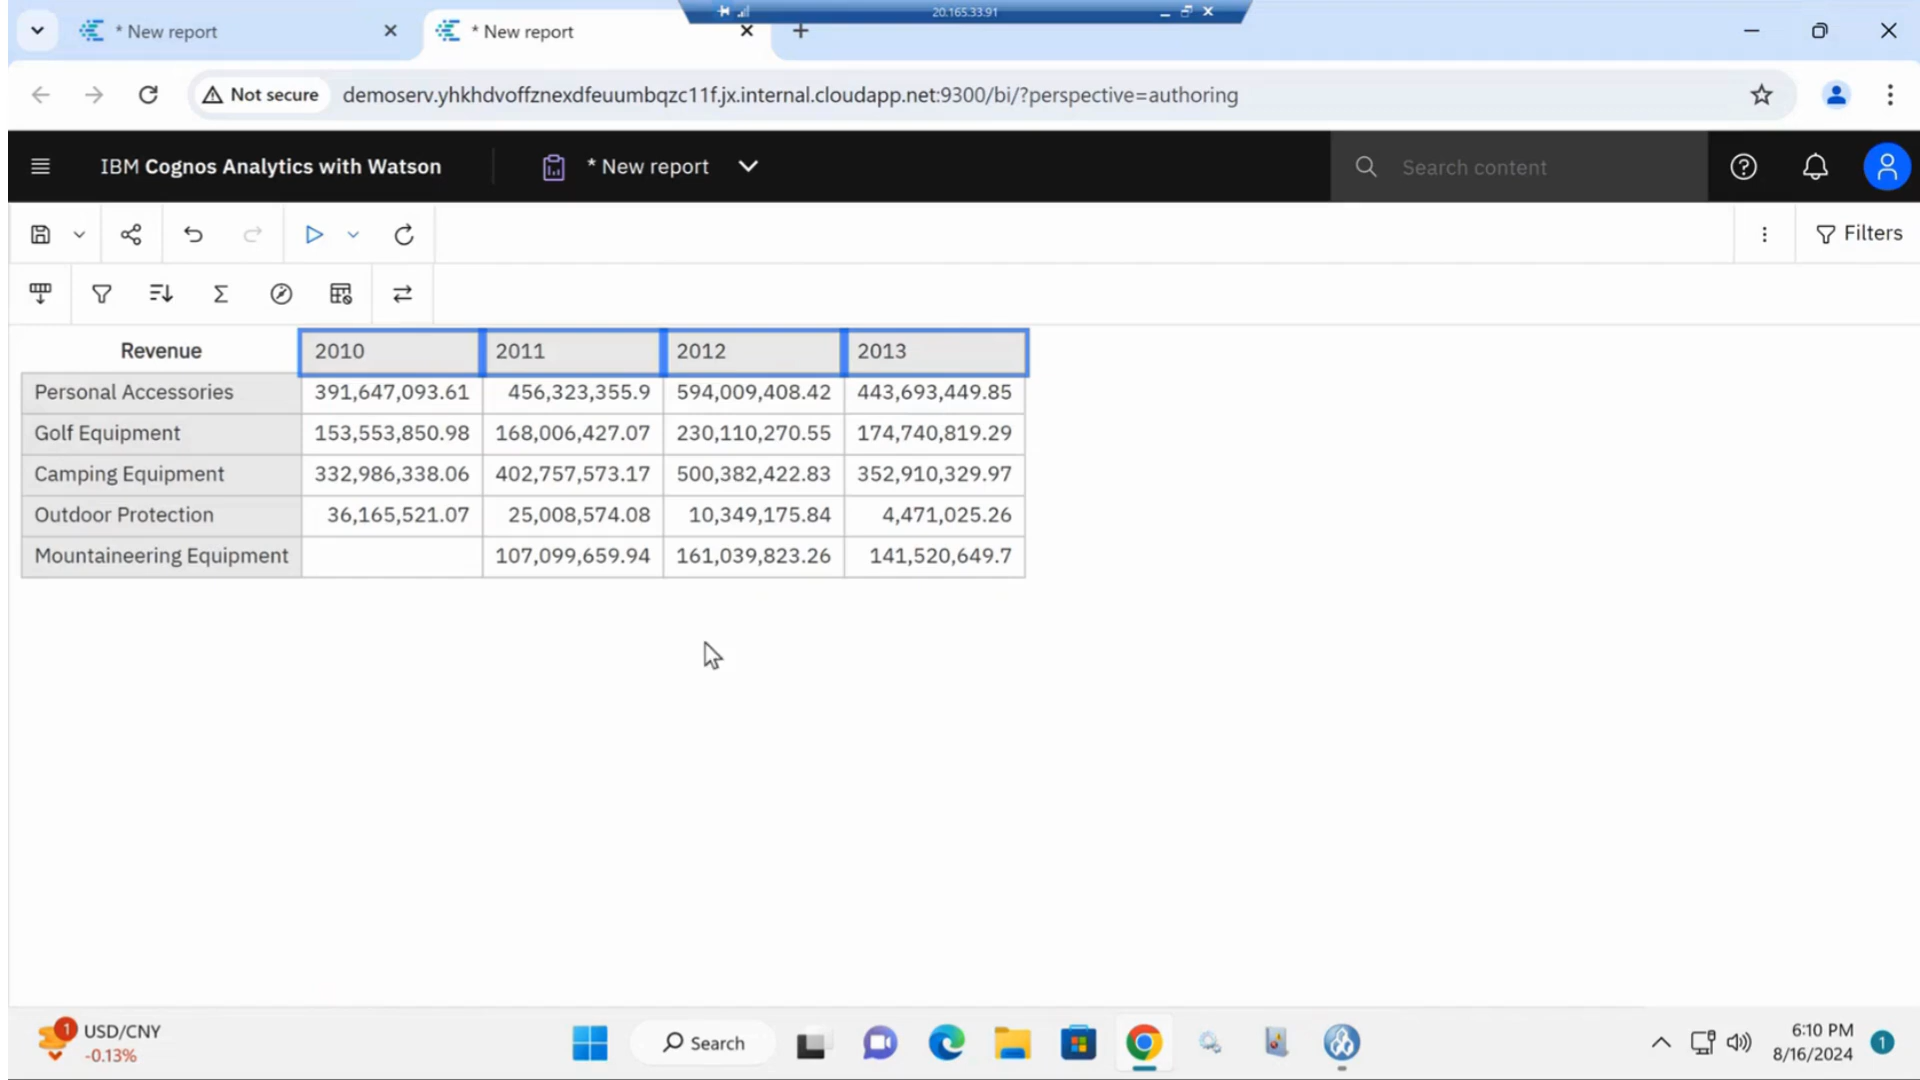 20.165.33.91
* New report
* New report
Not secure
demoserv.yhkhdvoffznexdfeuumbqzc11f.jx.internal.cloudapp.net:9300/bi/?perspective=authoring
IBM Cognos Analytics with Watson
* New report
Search content
Filters
Revenue 2010 2011 2012 2013
Personal Accessories 391,647,093.61 456,323,355.9 594,009,408.42 443,693,449.85
Golf Equipment 153,553,850.98 168,006,427.07 230,110,270.55 174,740,819.29
Camping Equipment 332,986,338.06 402,757,573.17 500,382,422.83 352,910,329.97
Outdoor Protection 36,165,521.07 25,008,574.08 10,349,175.84 4,471,025.26
Mountaineering Equipment 107,099,659.94 161,039,823.26 141,520,649.7
1
USD/CNY
-0.13%
Search
6:10 PM
8/16/2024
1